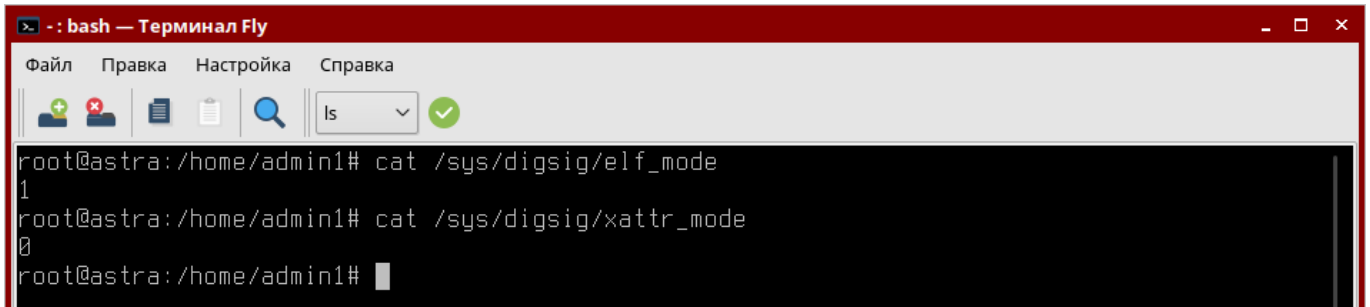 - : bash — Терминал Fly
Файл Правка Настройка Справка
ls
root@astra:/home/admin1# cat /sys/digsig/elf_mode
1
root@astra:/home/admin1# cat /sys/digsig/xattr_mode
0
root@astra:/home/admin1#